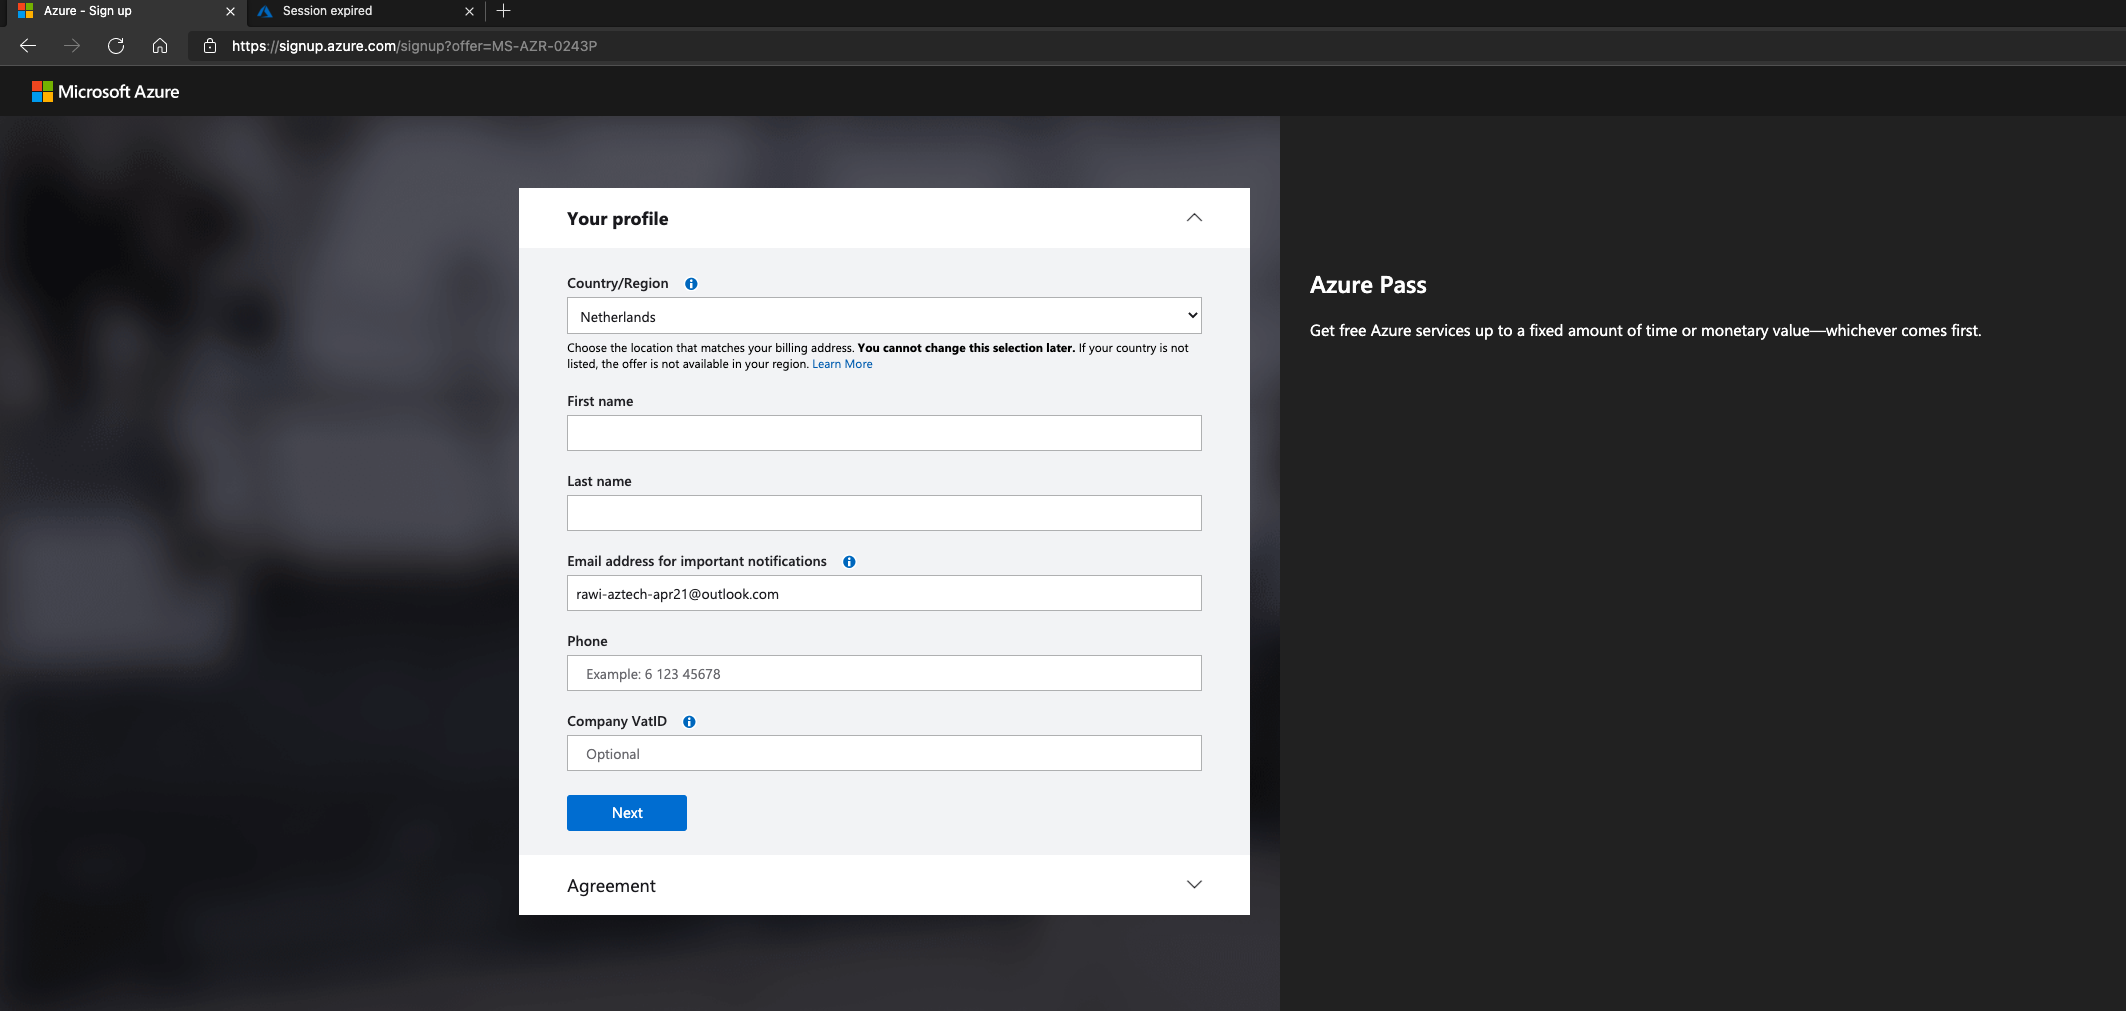 Azure - Sign up
Session expired
https://signup.azure.com/signup?offer=MS-AZR-0243P
Microsoft Azure
Your profile
Country/Region
Netherlands
Choose the location that matches your billing address. You cannot change this selection later. If your country is not
listed, the offer is not available in your region. Learn More
First name
Last name
Email address for important notifications
rawi-aztech-apr21@outlook.com
Phone
Example: 6 123 45678
Company VatID
Optional
Next
Agreement
Azure Pass
Get free Azure services up to a fixed amount of time or monetary value—whichever comes first.